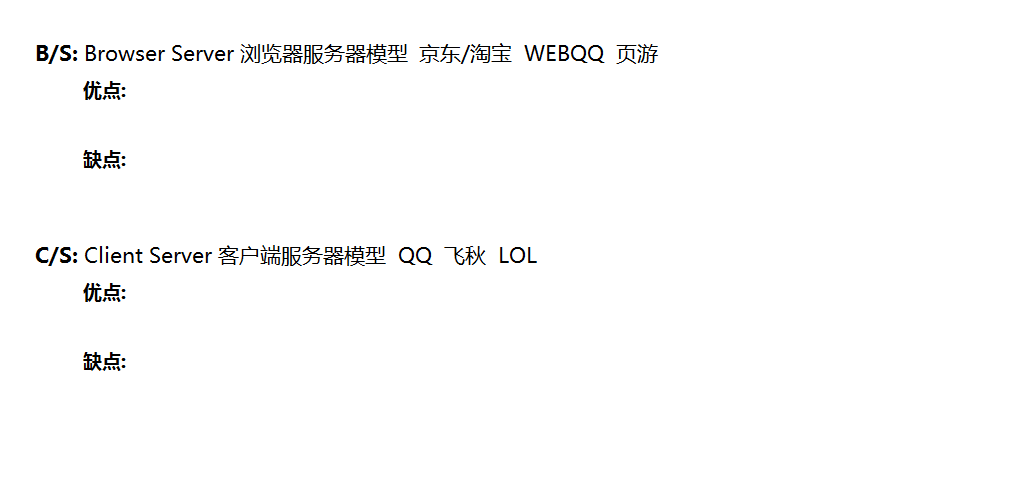 B/S: Browser Server 浏览器服务器模型 京东/淘宝 WEBQQ 页游
优点:
缺点:
C/S: Client Server 客户端服务器模型 QQ 飞秋 LOL
优点:
缺点: